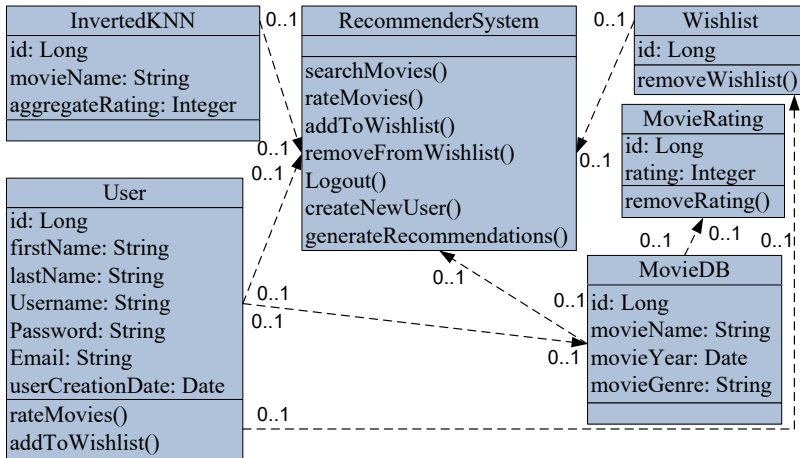 InvertedKNN
id: Long
movieName: String
aggregateRating: Integer
0..1
RecommenderSystem
searchMovies()
rateMovies()
addToWishlist()
removeFromWishlist()
Logout()
createNewUser()
generateRecommendations()
0..1
Wishlist
id: Long
removeWishlist()
0..1
0..1
0..1
MovieRating
id: Long
rating: Integer
removeRating()
User
id: Long
firstName: String
lastName: String
Username: String
Password: String
Email: String
userCreationDate: Date
rateMovies()
addToWishlist()
0..1
0..1
0..1
0..1
0..1
0..1
0..1
0..1
0..1
MovieDB
id: Long
movieName: String
movieYear: Date
movieGenre: String